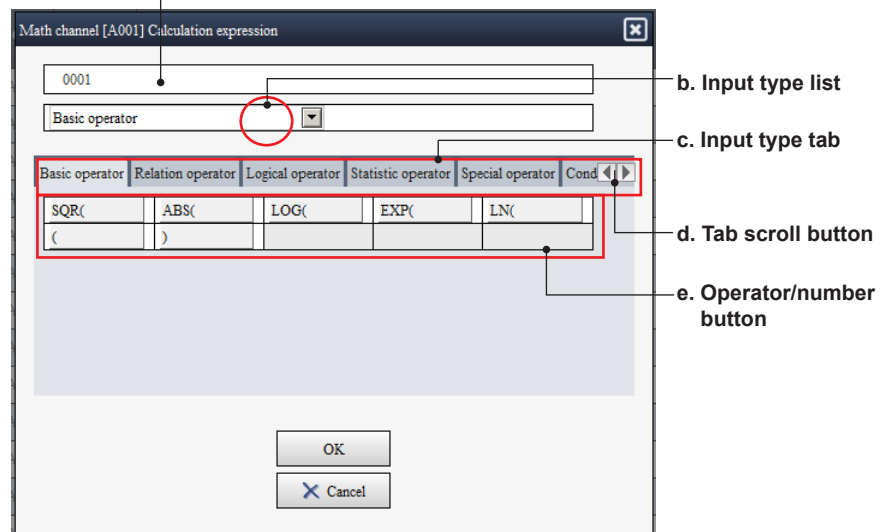 Math channel [A001] Calculation expression
0001
b. Input type list
Basic operator
c. Input type tab
Basic operator Relation operator Logical operator Statistic operator Special operator Cond
SQR( ABS( LOG( EXP( LN(
( )
d. Tab scroll button
e. Operator/number
button
OK
Cancel